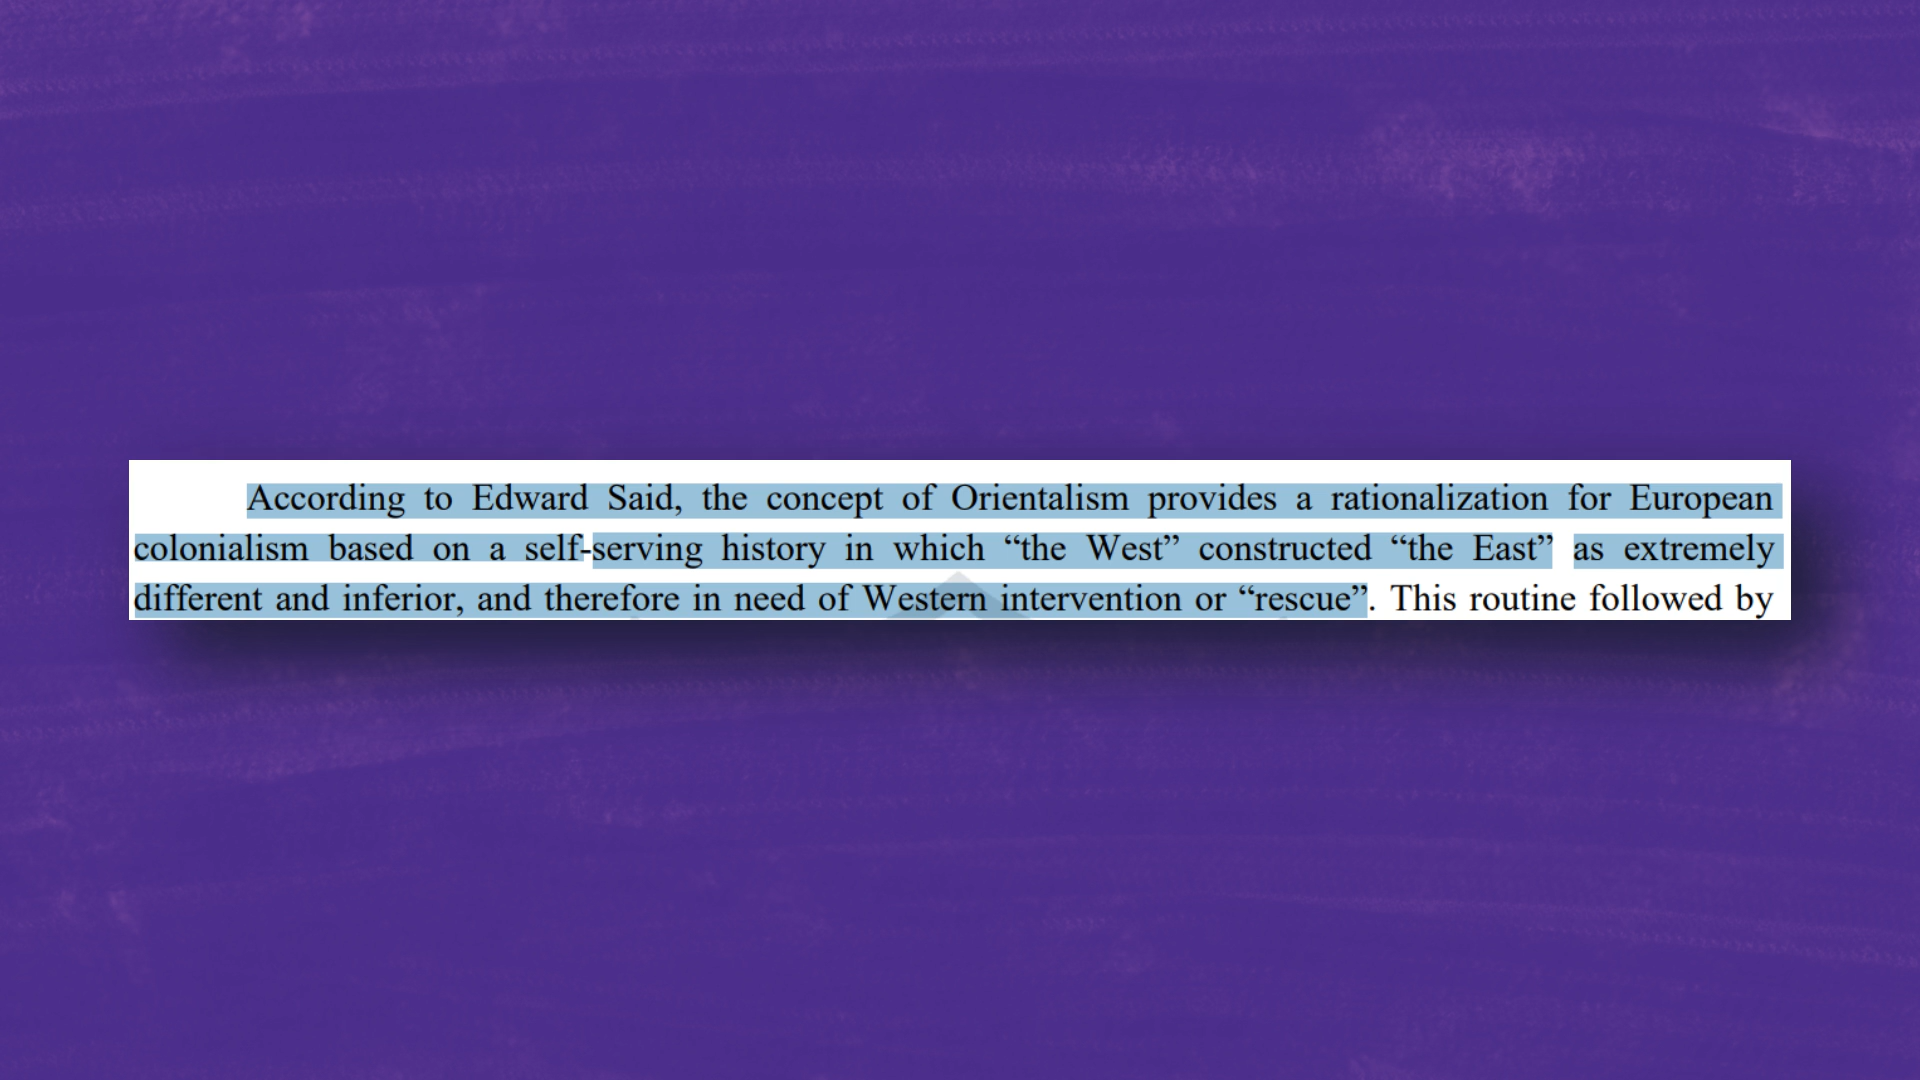 According to Edward Said, the concept of Orientalism provides a rationalization for European
colonialism based on a self-serving history in which “the West” constructed “the East” as extremely
different and inferior, and therefore in need of Western intervention or “rescue”. This routine followed by